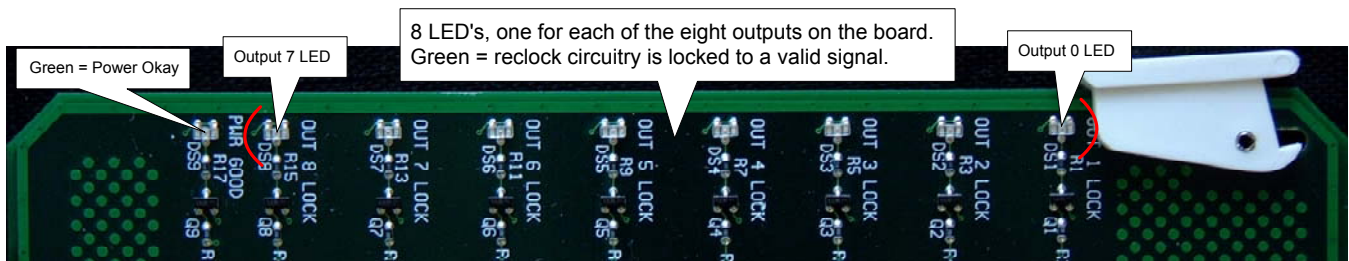 8 LED's, one for each of the eight outputs on the board.
Green = reclock circuitry is locked to a valid signal.
Green = Power Okay
Output 7 LED
Output 0 LED
PWR GOOD
R17
DS9
Q9
R
OUT 8 LOCK
R15
DS8
Q8
R
OUT 7 LOCK
R13
DS7
Q7
R
OUT 6 LOCK
R11
DS6
Q6
R
OUT 5 LOCK
R9
DS5
Q5
R
OUT 4 LOCK
R7
DS4
Q4
R
OUT 3 LOCK
R5
DS3
Q3
R
OUT 2 LOCK
R3
DS2
Q2
R
1 LOCK
R1
DS1
Q1
R